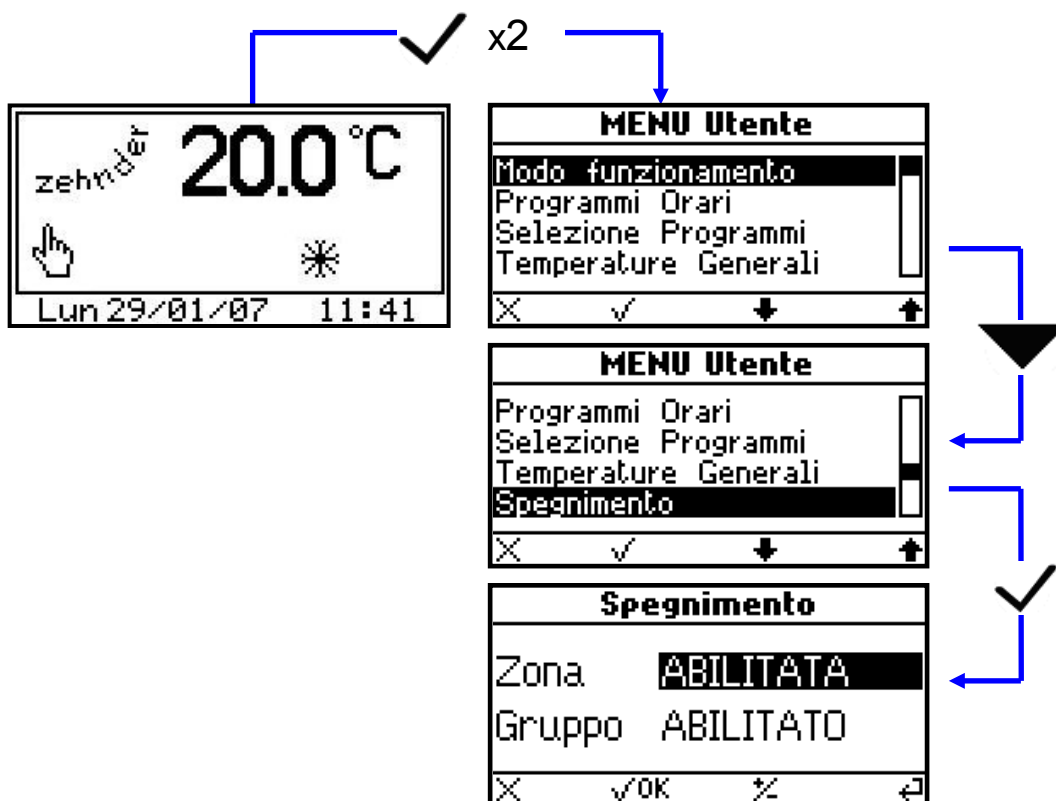 x2
zehnder 20.0 °C
Lun 29/01/07 11:41
MENU Utente
Modo funzionamento
Programmi Orari
Selezione Programmi
Temperature Generali
MENU Utente
Programmi Orari
Selezione Programmi
Temperature Generali
Spegnimento
Spegnimento
Zona ABILITATA
Gruppo ABILITATO
OK +/-